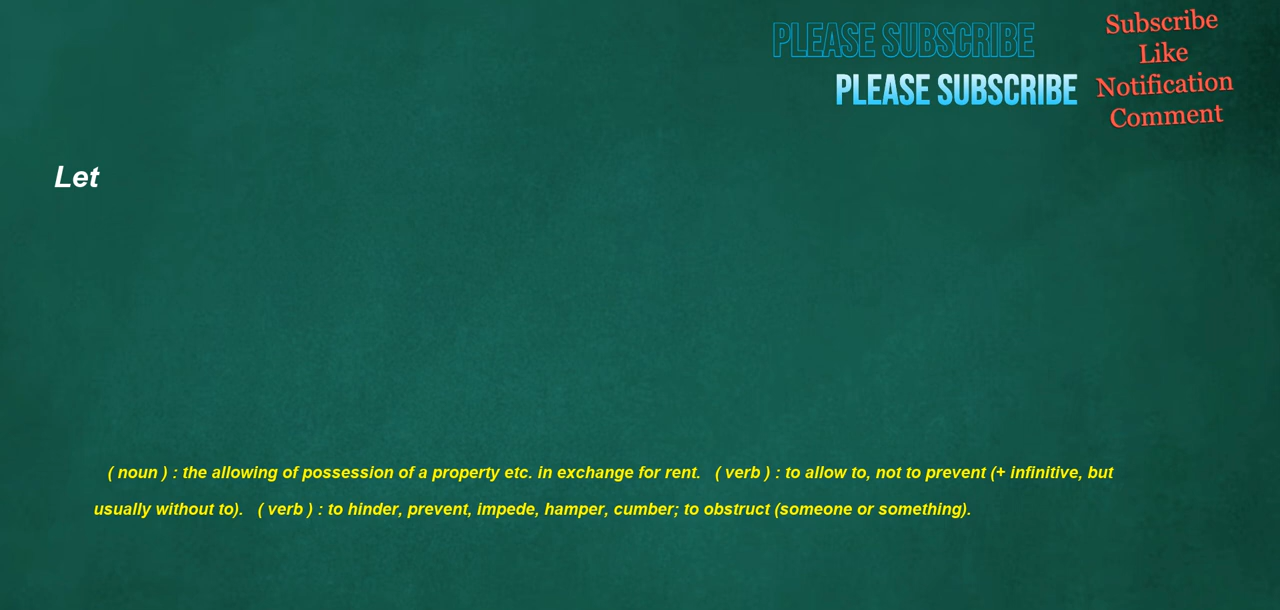 PLEASE SUBSCRIBE
PLEASE SUBSCRIBE
Subscribe
Like
Notification
Comment
Let
( noun ) : the allowing of possession of a property etc. in exchange for rent. ( verb ) : to allow to, not to prevent (+ infinitive, but
usually without to). ( verb ) : to hinder, prevent, impede, hamper, cumber; to obstruct (someone or something).